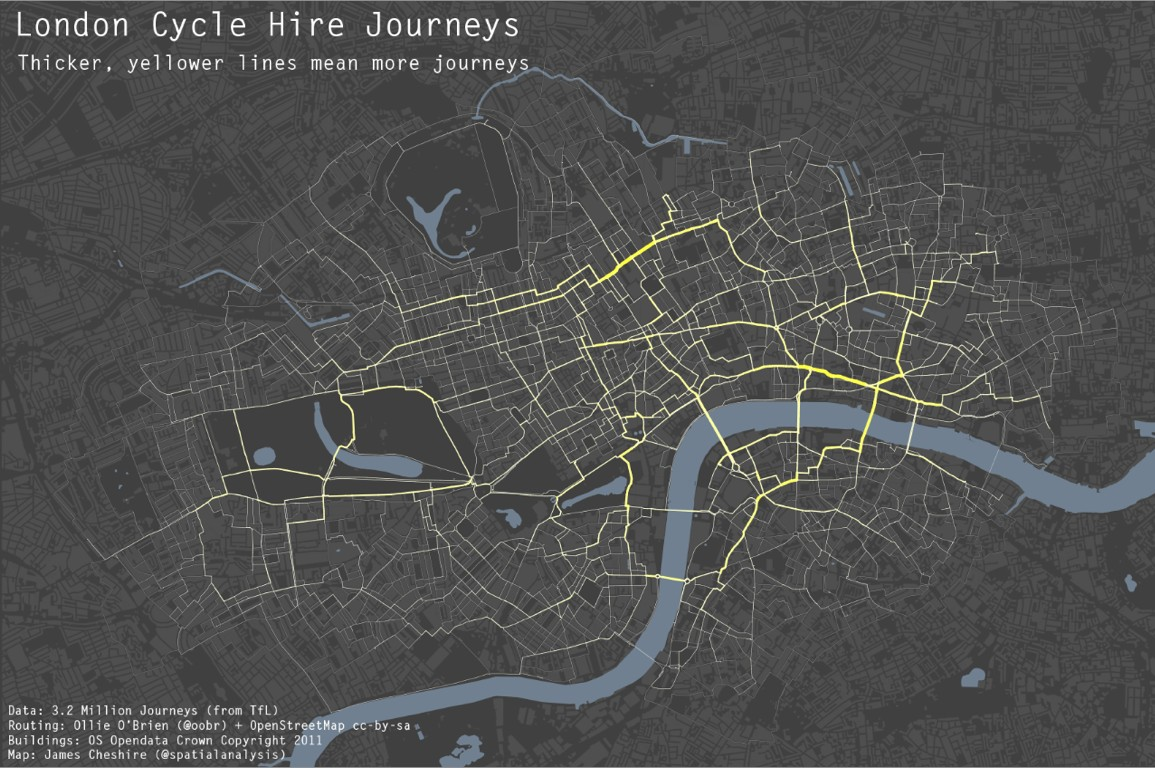 London Cycle Hire Journeys
Thicker, yellower lines mean more journeys
Data: 3.2 Million Journeys (from TfL)
Routing: Ollie O'Brien (@oobr) + OpenStreetMap cc-by-sa
Buildings: OS Opendata Crown Copyright 2011
Map: James Cheshire (@spatialanalysis)